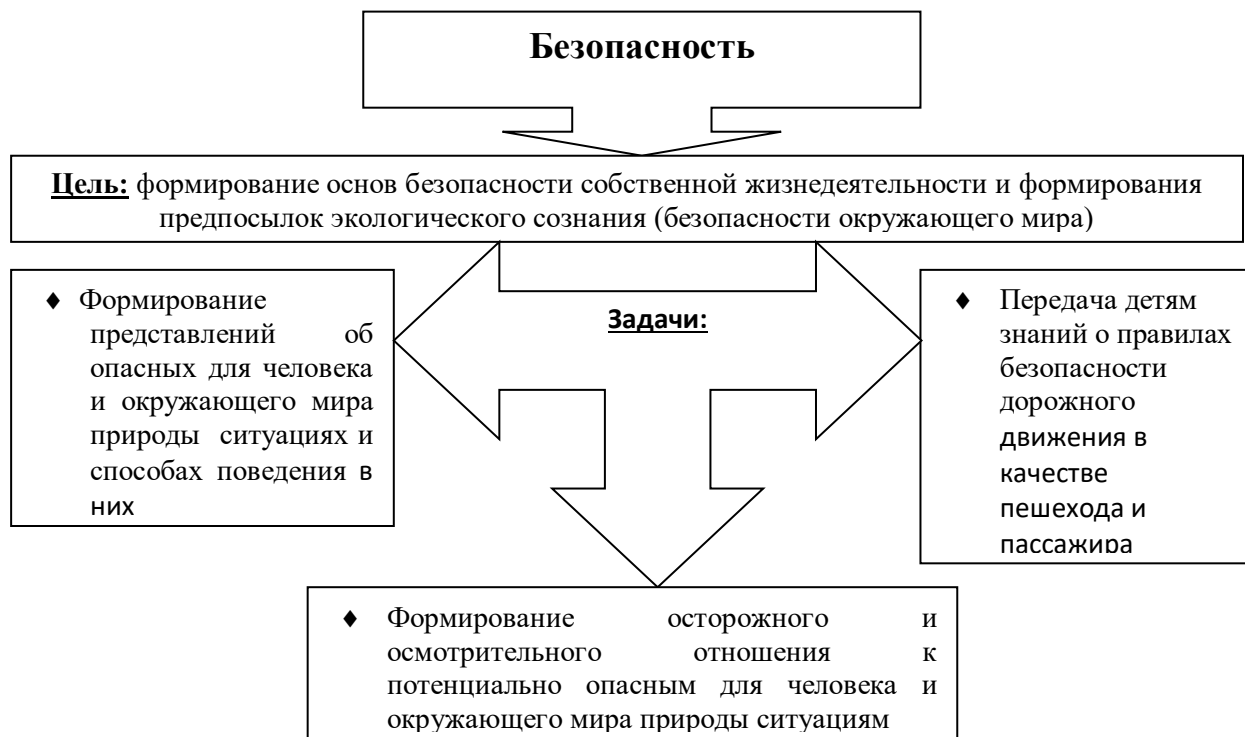 Безопасность
Цель: формирование основ безопасности собственной жизнедеятельности и формирования
предпосылок экологического сознания (безопасности окружающего мира)
Задачи:
♦ Формирование
представлений об
опасных для человека
и окружающего мира
природы ситуациях и
способах поведения в
них
♦ Передача детям
знаний о правилах
безопасности
дорожного
движения в
качестве
пешехода и
пассажира
♦ Формирование осторожного и
осмотрительного отношения к
потенциально опасным для человека и
окружающего мира природы ситуациям